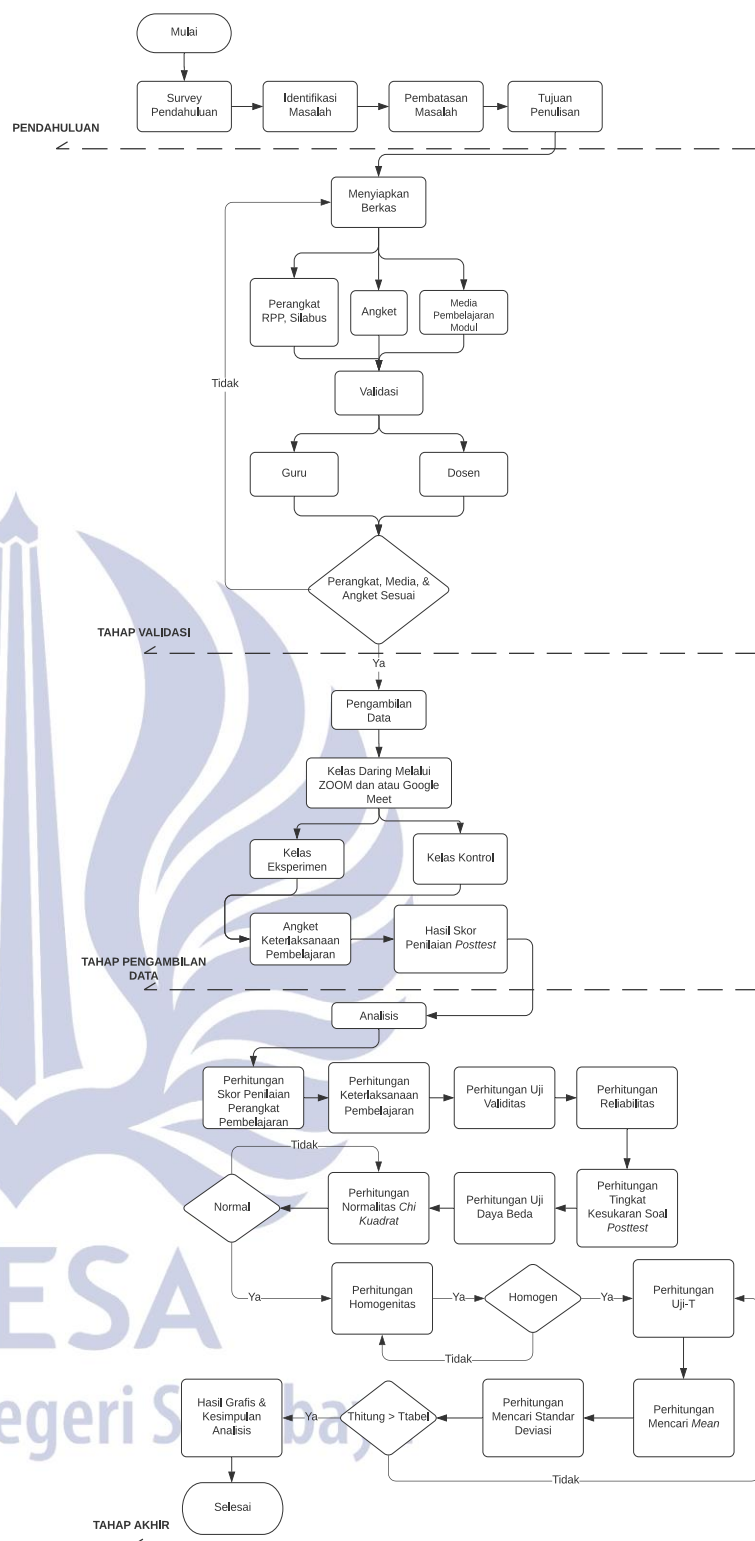 Mulai
Survey
Pendahuluan
Identifikasi
Masalah
Pembatasan
Masalah
Tujuan
Penulisan
PENDAHULUAN
Menyiapkan
Berkas
Perangkat
RPP, Silabus
Angket
Media
Pembelajaran
Modul
Tidak
Validasi
Guru
Dosen
Perangkat, Media, &
Angket Sesuai
TAHAP VALIDASI
Ya
Pengambilan
Data
Kelas Daring Melalui
ZOOM dan atau Google
Meet
Kelas
Eksperimen
Kelas Kontrol
Angket
Keterlaksanaan
Pembelajaran
Hasil Skor
Penilaian Posttest
TAHAP PENGAMBILAN
DATA
Analisis
Perhitungan
Skor Penilaian
Perangkat
Pembelajaran
Perhitungan
Keterlaksanaan
Pembelajaran
Perhitungan Uji
Validitas
Perhitungan
Reliabilitas
Tidak
Normal
Perhitungan
Normalitas Chi
Kuadrat
Perhitungan Uji
Daya Beda
Perhitungan
Tingkat
Kesukaran Soal
Posttest
Ya
Perhitungan
Homogenitas
Ya
Homogen
Ya
Perhitungan
Uji-T
Tidak
ESA
Hasil Grafis &
Kesimpulan
Analisis
Ya
Thitung > Ttabel
Perhitungan
Mencari Standar
Deviasi
Perhitungan
Mencari Mean
egeri S baya
Tidak
Selesai
TAHAP AKHIR